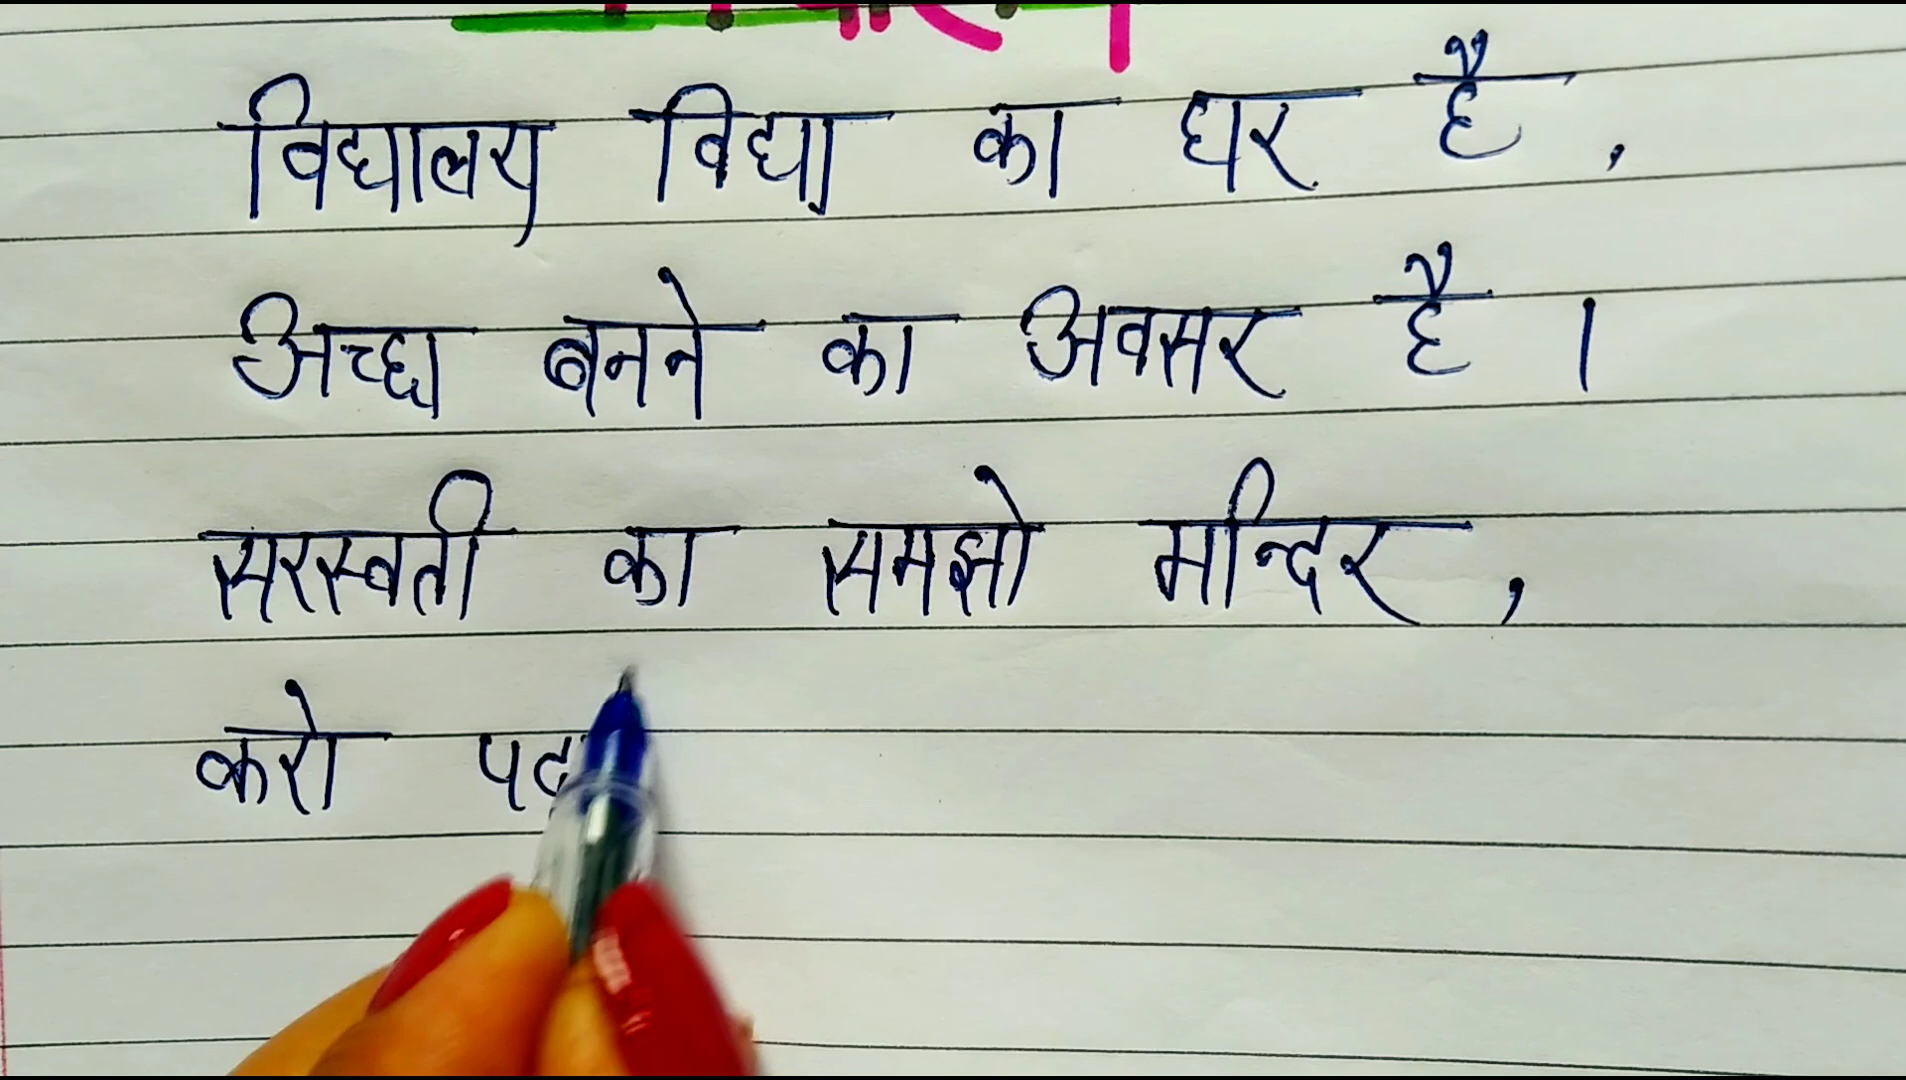 विद्यालय विद्या का घर है,
अच्छा बनने का अवसर है ।
सरस्वती का समझो मन्दिर,
करो